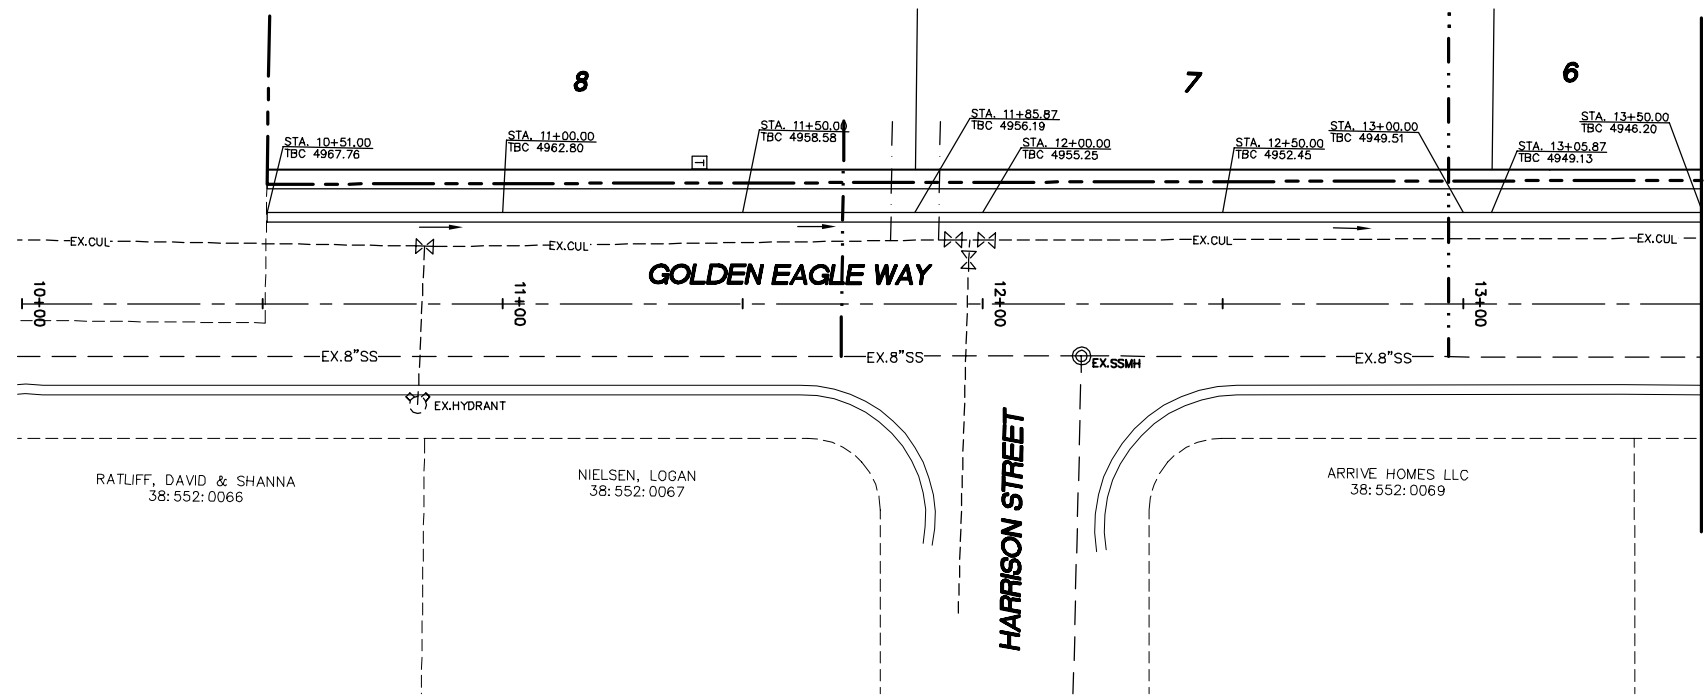 8
7
6
STA. 10+51.00
TBC 4967.76
STA. 11+00.00
TBC 4962.80
STA. 11+50.00
TBC 4958.58
STA. 11+85.87
TBC 4956.19
STA. 12+00.00
TBC 4955.25
STA. 12+50.00
TBC 4952.45
STA. 13+00.00
TBC 4949.51
STA. 13+05.87
TBC 4949.13
STA. 13+50.00
TBC 4946.20
T
EX.CUL
EX.CUL
EX.CUL
EX.CUL
GOLDEN EAGLE WAY
10+00
11+00
12+00
13+00
EX.8"SS
EX.8"SS
EX.8"SS
EX.SSMH
EX.HYDRANT
HARRISON STREET
RATLIFF, DAVID & SHANNA
38:552:0066
NIELSEN, LOGAN
38:552:0067
ARRIVE HOMES LLC
38:552:0069